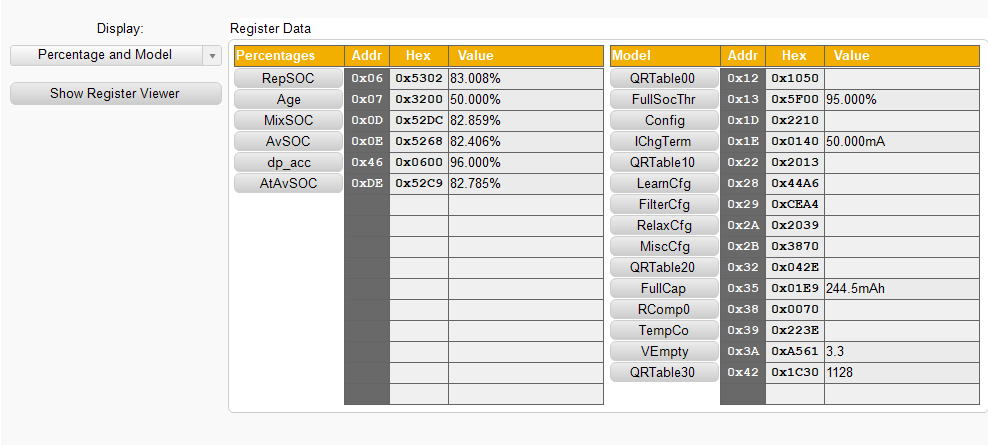 Display:
Percentage and Model
Show Register Viewer
Register Data
Percentages Addr Hex Value Model Addr Hex Value
RepSOC 0x06 0x5302 83.008% QRTable00 0x12 0x1050
Age 0x07 0x3200 50.000% FullSocThr 0x13 0x5F00 95.000%
MixSOC 0x0D 0x52DC 82.859% Config 0x1D 0x2210
AvSOC 0x0E 0x5268 82.406% IChgTerm 0x1E 0x0140 50.000mA
dp_acc 0x46 0x0600 96.000% QRTable10 0x22 0x2013
AtAvSOC 0xDE 0x52C9 82.785% LearnCfg 0x28 0x44A6
FilterCfg 0x29 0xCEA4
RelaxCfg 0x2A 0x2039
MiscCfg 0x2B 0x3870
QRTable20 0x32 0x042E
FullCap 0x35 0x01E9 244.5mAh
RComp0 0x38 0x0070
TempCo 0x39 0x223E
VEmpty 0x3A 0xA561 3.3
QRTable30 0x42 0x1C30 1128